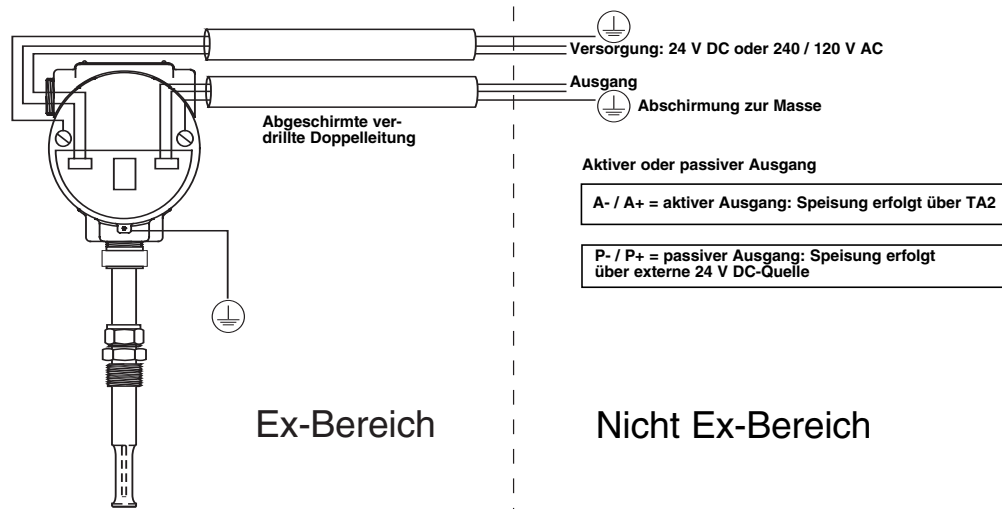 Versorgung: 24 V DC oder 240 / 120 V AC
Ausgang
Abschirmung zur Masse
Abgeschirmte ver-
drillte Doppelleitung
Aktiver oder passiver Ausgang
A- / A+ = aktiver Ausgang: Speisung erfolgt über TA2
P- / P+ = passiver Ausgang: Speisung erfolgt
über externe 24 V DC-Quelle
Ex-Bereich
Nicht Ex-Bereich